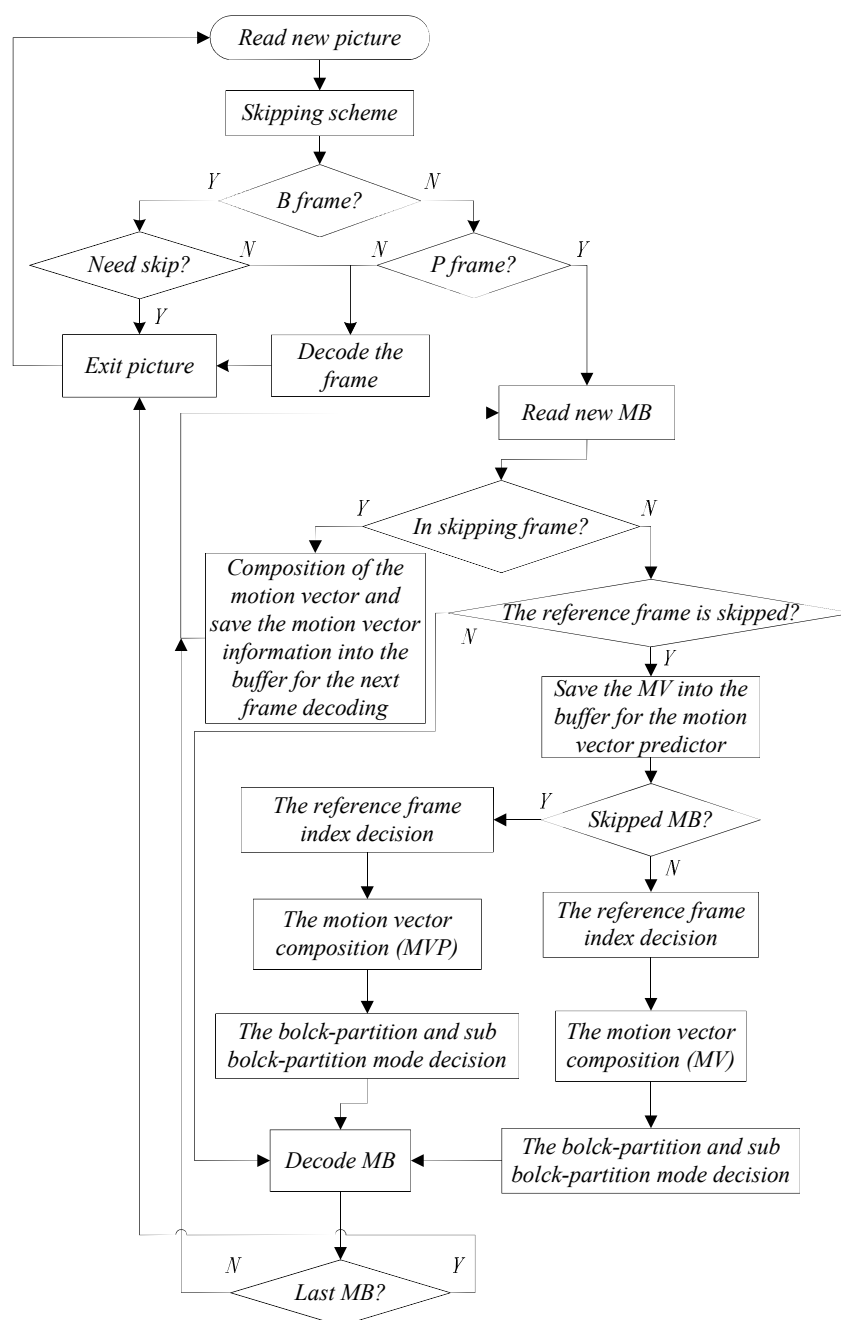 Read new picture
Skipping scheme
Y
B frame?
N
Need skip?
N
N
P frame?
Y
Y
Exit picture
Decode the
frame
Read new MB
Y
In skipping frame?
N
Composition of the
motion vector and
save the motion vector
information into the
buffer for the next
frame decoding
The reference frame is skipped?
N
Y
Save the MV into the
buffer for the motion
vector predictor
The reference frame
index decision
Y
Skipped MB?
N
The motion vector
composition (MVP)
The reference frame
index decision
The bolck-partition and sub
bolck-partition mode decision
The motion vector
composition (MV)
Decode MB
The bolck-partition and sub
bolck-partition mode decision
N
Last MB?
Y